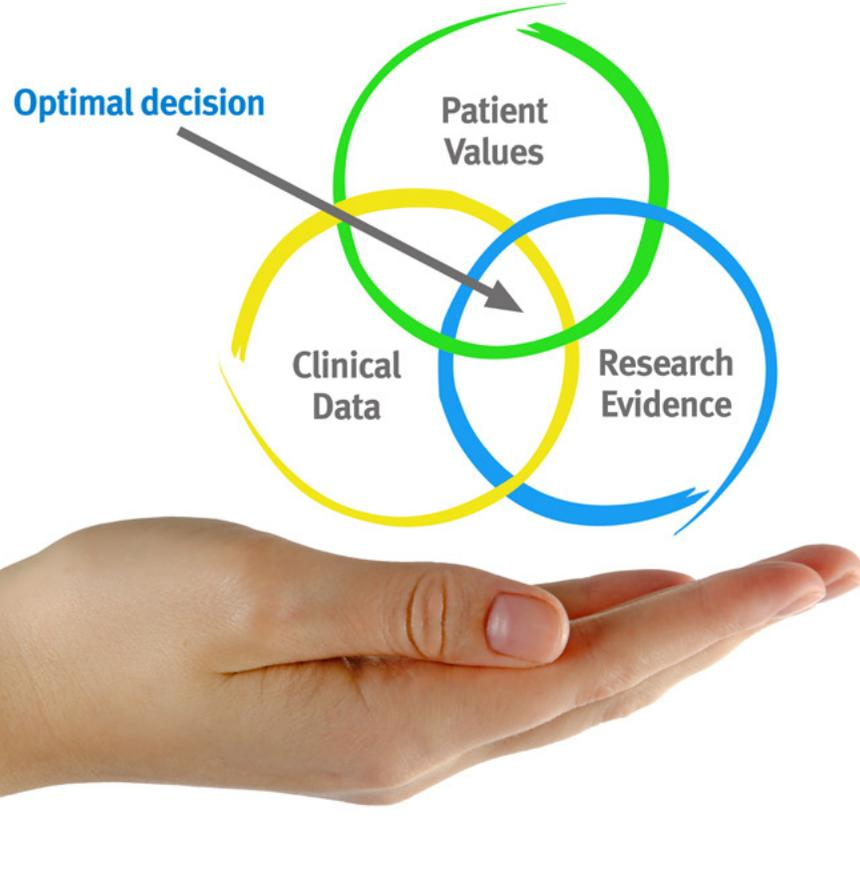 Optimal decision
Patient
Values
Clinical
Data
Research
Evidence